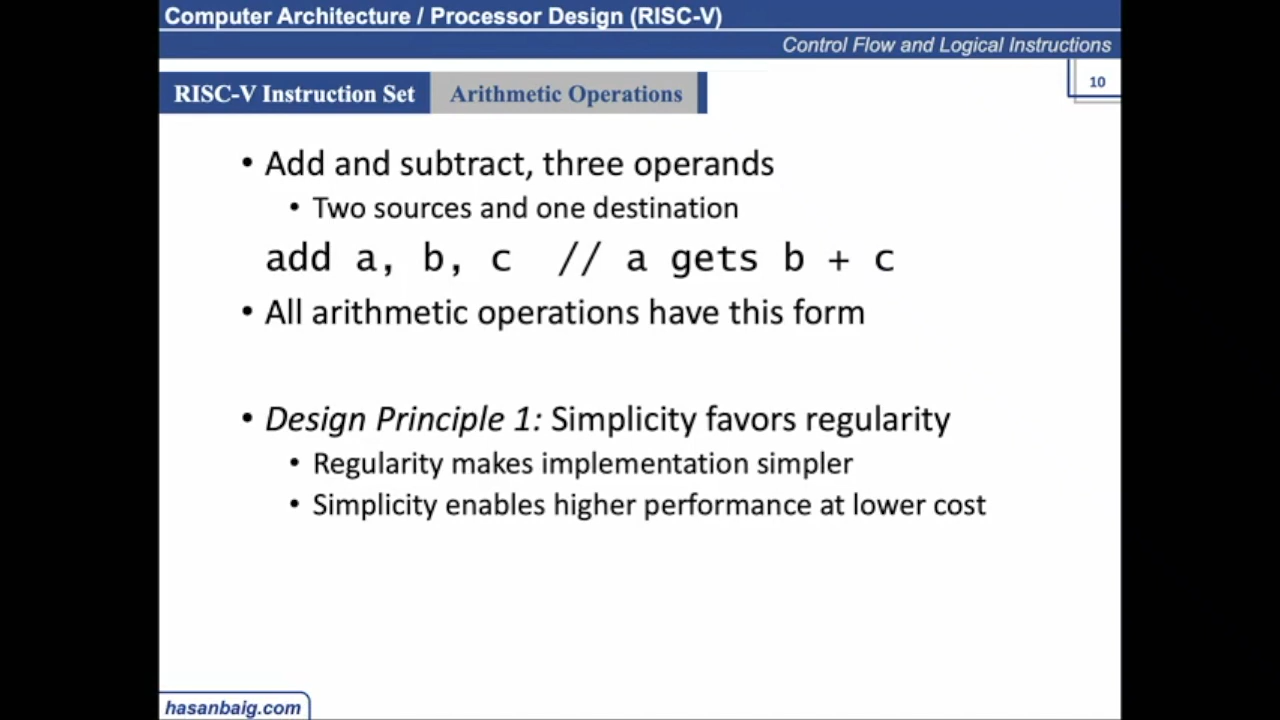 Computer Architecture / Processor Design (RISC-V)
Control Flow and Logical Instructions
RISC-V Instruction Set Arithmetic Operations
10
• Add and subtract, three operands
• Two sources and one destination
add a, b, c // a gets b + c
• All arithmetic operations have this form
• Design Principle 1: Simplicity favors regularity
• Regularity makes implementation simpler
• Simplicity enables higher performance at lower cost
hasanbaig.com